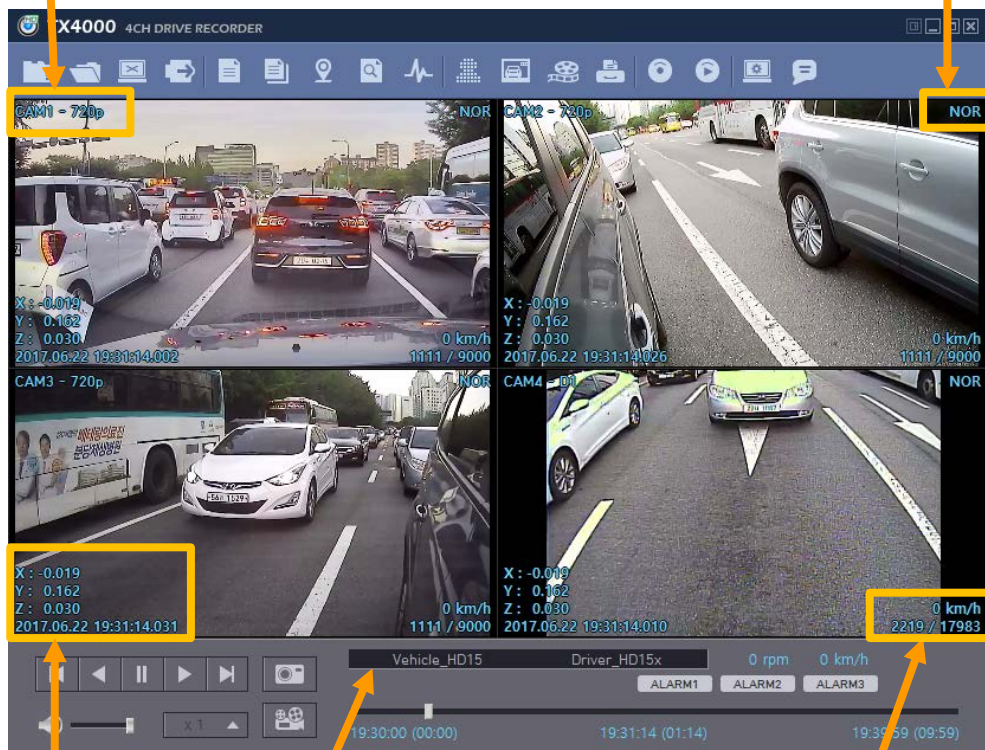 TX4000 4CH DRIVE RECORDER
CAM1 - 720p
NOR
X : -0.019
Y : 0.162
Z : 0.030
2017.06.22 19:31:14.002
0 km/h
1111 / 9000
CAM2 - 720p
NOR
X : -0.019
Y : 0.162
Z : 0.030
2017.06.22 19:31:14.026
0 km/h
1111 / 9000
CAM3 - 720p
NOR
X : -0.019
Y : 0.162
Z : 0.030
2017.06.22 19:31:14.031
0 km/h
1111 / 9000
CAM4 - D1
NOR
X : -0.019
Y : 0.162
Z : 0.030
2017.06.22 19:31:14.010
0 km/h
2219 / 17983
Vehicle_HD15 Driver_HD15x 0 rpm 0 km/h
ALARM1 ALARM2 ALARM3
x 1
19:30:00 (00:00) 19:31:14 (01:14) 19:39:59 (09:59)